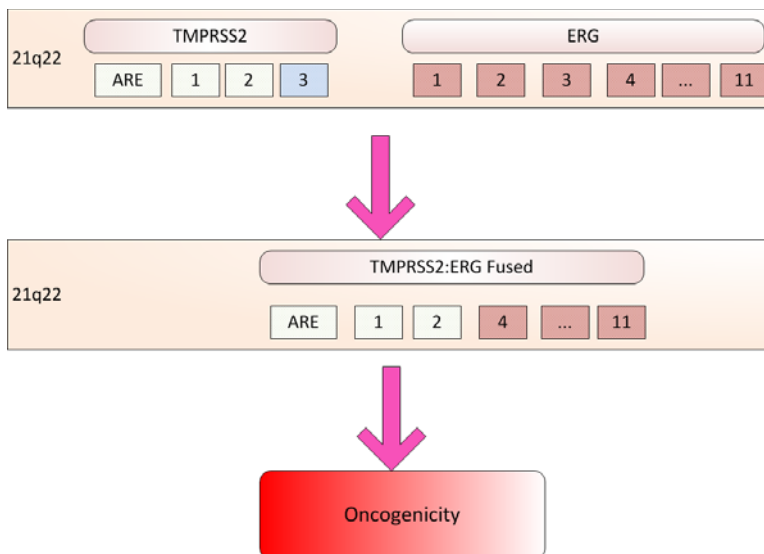 TMPRSS2 ERG
21q22
ARE 1 2 3 1 2 3 4 ... 11
TMPRSS2:ERG Fused
21q22
ARE 1 2 4 ... 11
Oncogenicity